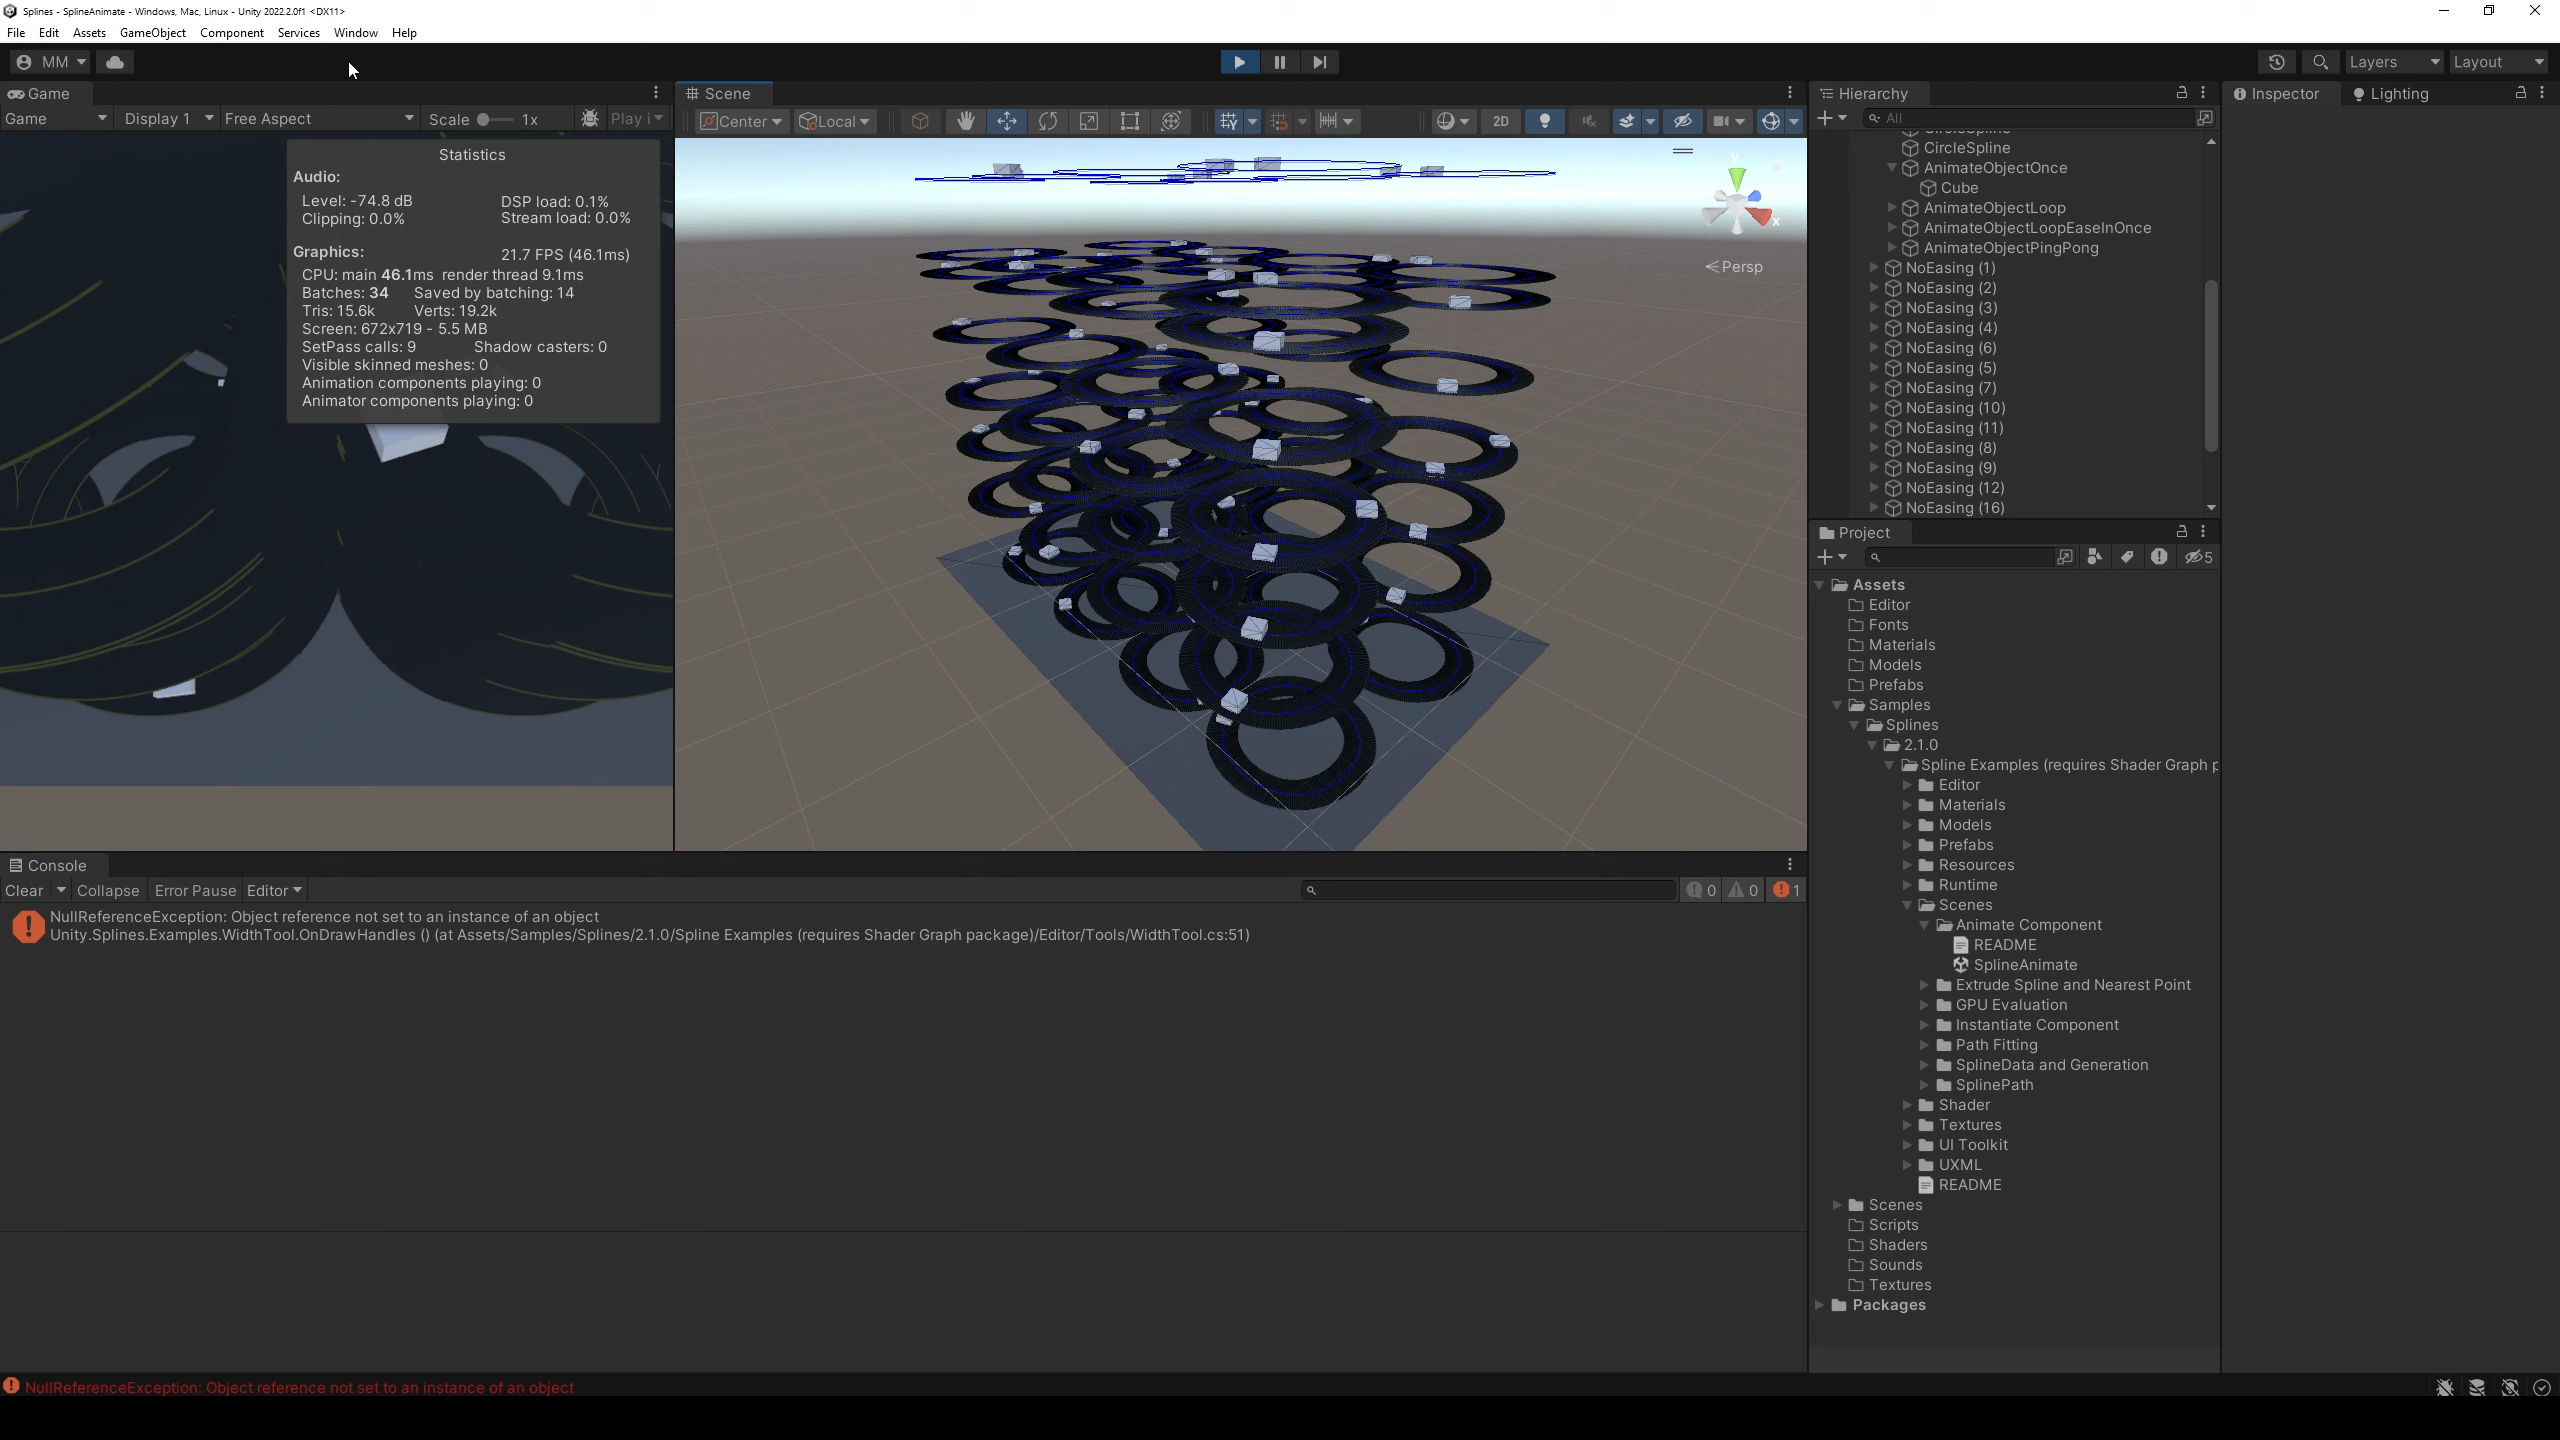 Splines - SplineAnimate - Windows, Mac, Linux - Unity 2022.2.0f1 <DX11>
File Edit Assets GameObject Component Services Window Help
MM
Layers
Layout
Game
Game
Display 1
Free Aspect
Scale
1x
Play
Statistics
Audio:
Level: -74.8 dB
DSP load: 0.1%
Clipping: 0.0%
Stream load: 0.0%
Graphics:
21.7 FPS (46.1ms)
CPU: main 46.1ms render thread 9.1ms
Batches: 34 Saved by batching: 14
Tris: 15.6k Verts: 19.2k
Screen: 672x719 - 5.5 MB
SetPass calls: 9 Shadow casters: 0
Visible skinned meshes: 0
Animation components playing: 0
Animator components playing: 0
Scene
Center
Local
2D
y
x
Persp
Hierarchy
All
CircleSpline
CircleSpline
AnimateObjectOnce
Cube
AnimateObjectLoop
AnimateObjectLoopEaseInOnce
AnimateObjectPingPong
NoEasing (1)
NoEasing (2)
NoEasing (3)
NoEasing (4)
NoEasing (6)
NoEasing (5)
NoEasing (7)
NoEasing (10)
NoEasing (11)
NoEasing (8)
NoEasing (9)
NoEasing (12)
NoEasing (16)
Inspector
Lighting
Project
5
Assets
Editor
Fonts
Materials
Models
Prefabs
Samples
Splines
2.1.0
Spline Examples (requires Shader Graph p
Editor
Materials
Models
Prefabs
Resources
Runtime
Scenes
Animate Component
README
SplineAnimate
Extrude Spline and Nearest Point
GPU Evaluation
Instantiate Component
Path Fitting
SplineData and Generation
SplinePath
Shader
Textures
UI Toolkit
UXML
README
Scenes
Scripts
Shaders
Sounds
Textures
Packages
Console
Clear
Collapse
Error Pause
Editor
0
0
1
NullReferenceException: Object reference not set to an instance of an object
Unity.Splines.Examples.WidthTool.OnDrawHandles () (at Assets/Samples/Splines/2.1.0/Spline Examples (requires Shader Graph package)/Editor/Tools/WidthTool.cs:51)
NullReferenceException: Object reference not set to an instance of an object